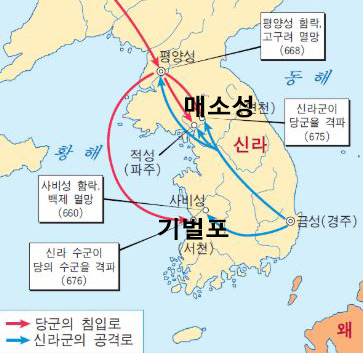 평양성 함락,
고구려 멸망
(668)
평양성
동 해
매소성
(연천)
신라군이
당군을 격파
(675)
신라
적성
(파주)
황 해
사비성 함락,
백제 멸망
(660)
사비성
기벌포
(서천)
금성(경주)
신라 수군이
당의 수군을 격파
(676)
왜
당군의 침입로
신라군의 공격로